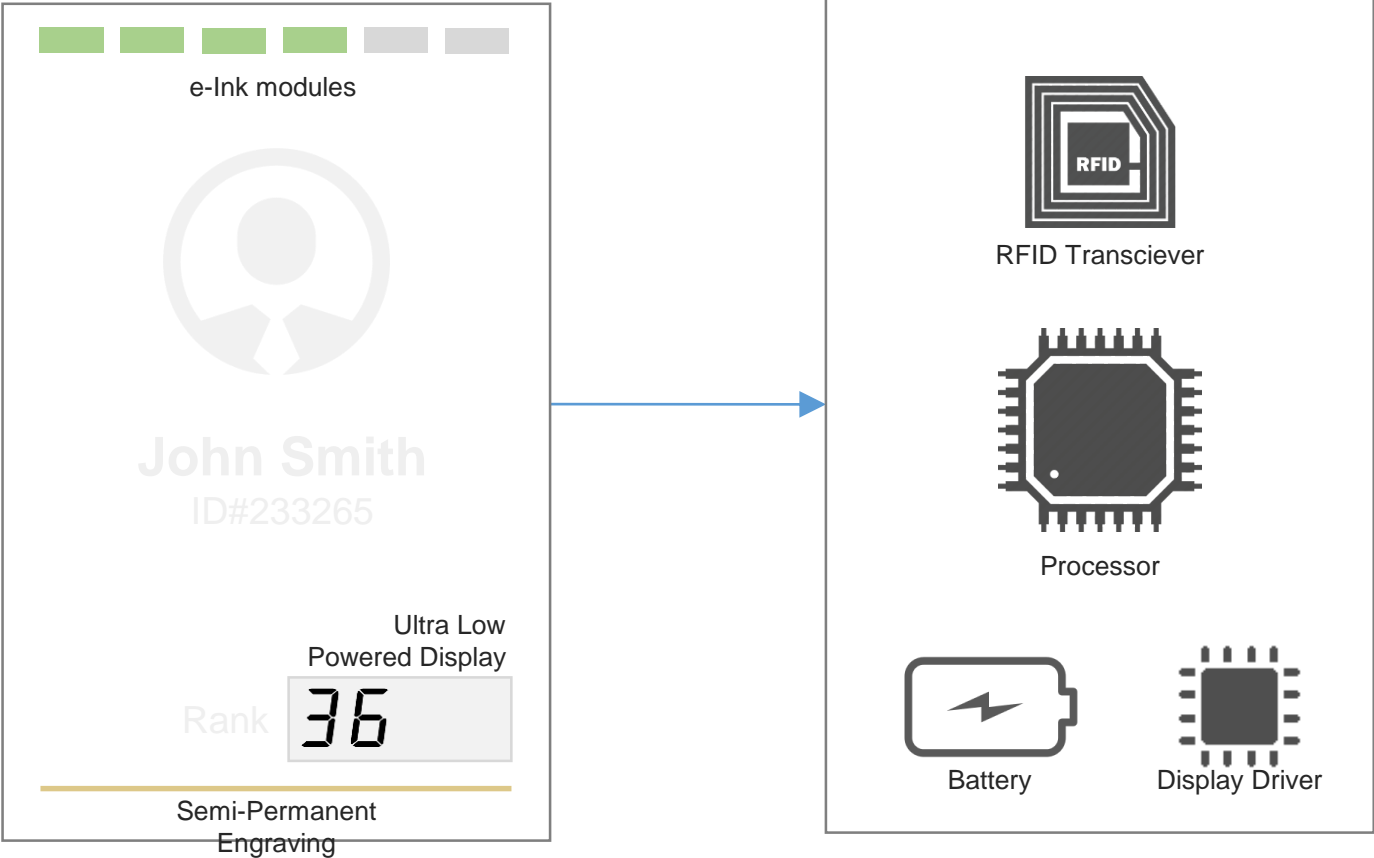 e-Ink modules
John Smith
ID#233265
Ultra Low
Powered Display
Rank 36
Semi-Permanent
Engraving
RFID
RFID Transciever
Processor
Battery
Display Driver